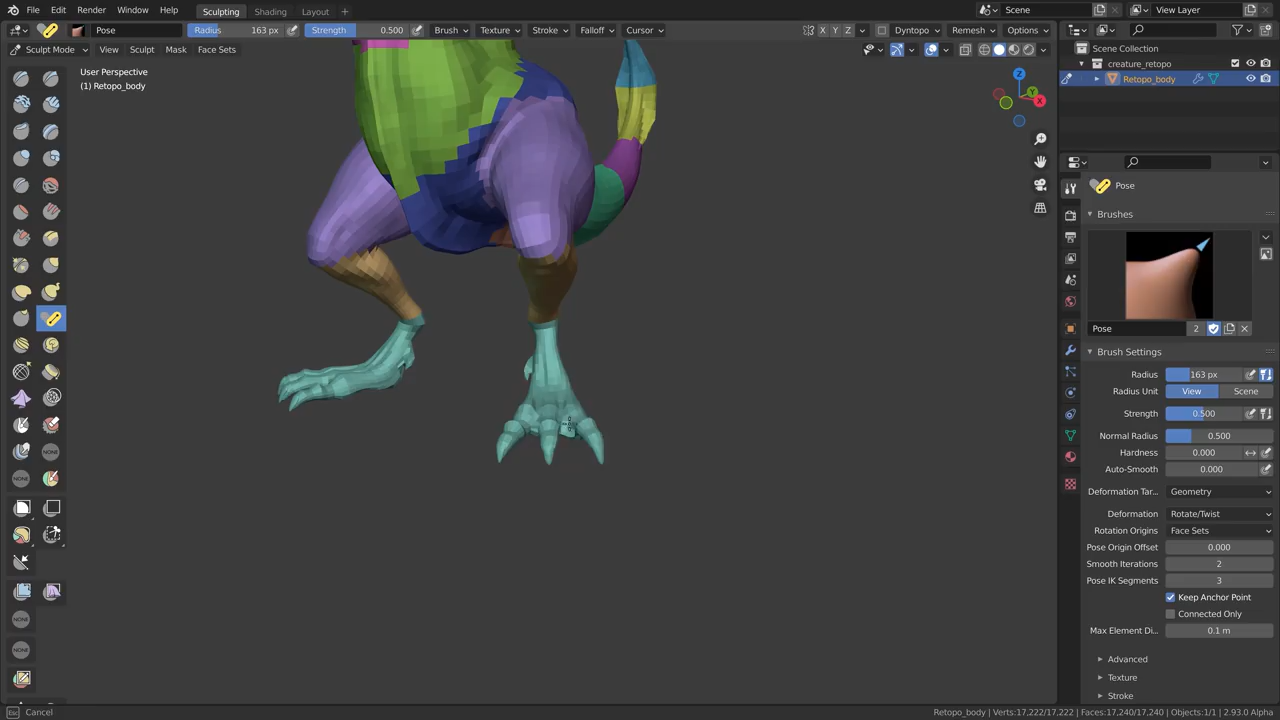 File Edit Render Window Help Sculpting Shading Layout + Scene View Layer
Pose Radius 163 px Strength 0.500 Brush Texture Stroke Falloff Cursor X Y Z Dyntopo Remesh Options
Sculpt Mode View Sculpt Mask Face Sets
User Perspective
(1) Retopo_body
Z
Y
X
NONE
NONE
NONE
NONE
Scene Collection
creature_retopo
Retopo_body
Pose
Brushes
Pose 2
Brush Settings
Radius 163 px
Radius Unit View Scene
Strength 0.500
Normal Radius 0.500
Hardness 0.000
Auto-Smooth 0.000
Deformation Tar... Geometry
Deformation Rotate/Twist
Rotation Origins Face Sets
Pose Origin Offset 0.000
Smooth Iterations 2
Pose IK Segments 3
Keep Anchor Point
Connected Only
Max Element Di... 0.1 m
Advanced
Texture
Stroke
Esc Cancel
Retopo_body | Verts:17,222/17,222 | Faces:17,240/17,240 | Objects:1/1 | 2.93.0 Alpha